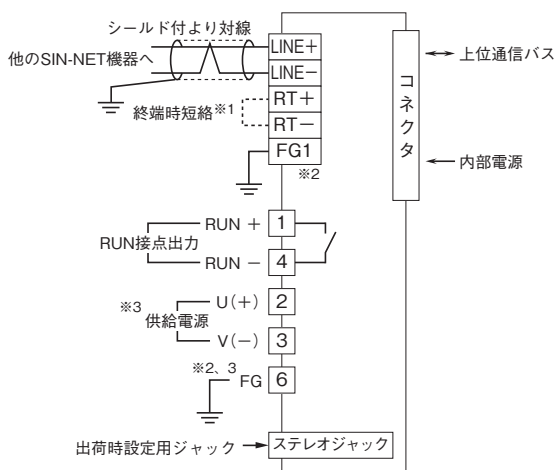 シールド付より対線
他のSIN-NET機器へ
LINE+
LINE−
終端時短絡※1
RT+
RT−
FG1
※2
コネクタ
上位通信バス
内部電源
RUN接点出力
RUN +
1
RUN −
4
※3
供給電源
U(+)
2
V(−)
3
※2、3
FG
6
出荷時設定用ジャック
ステレオジャック